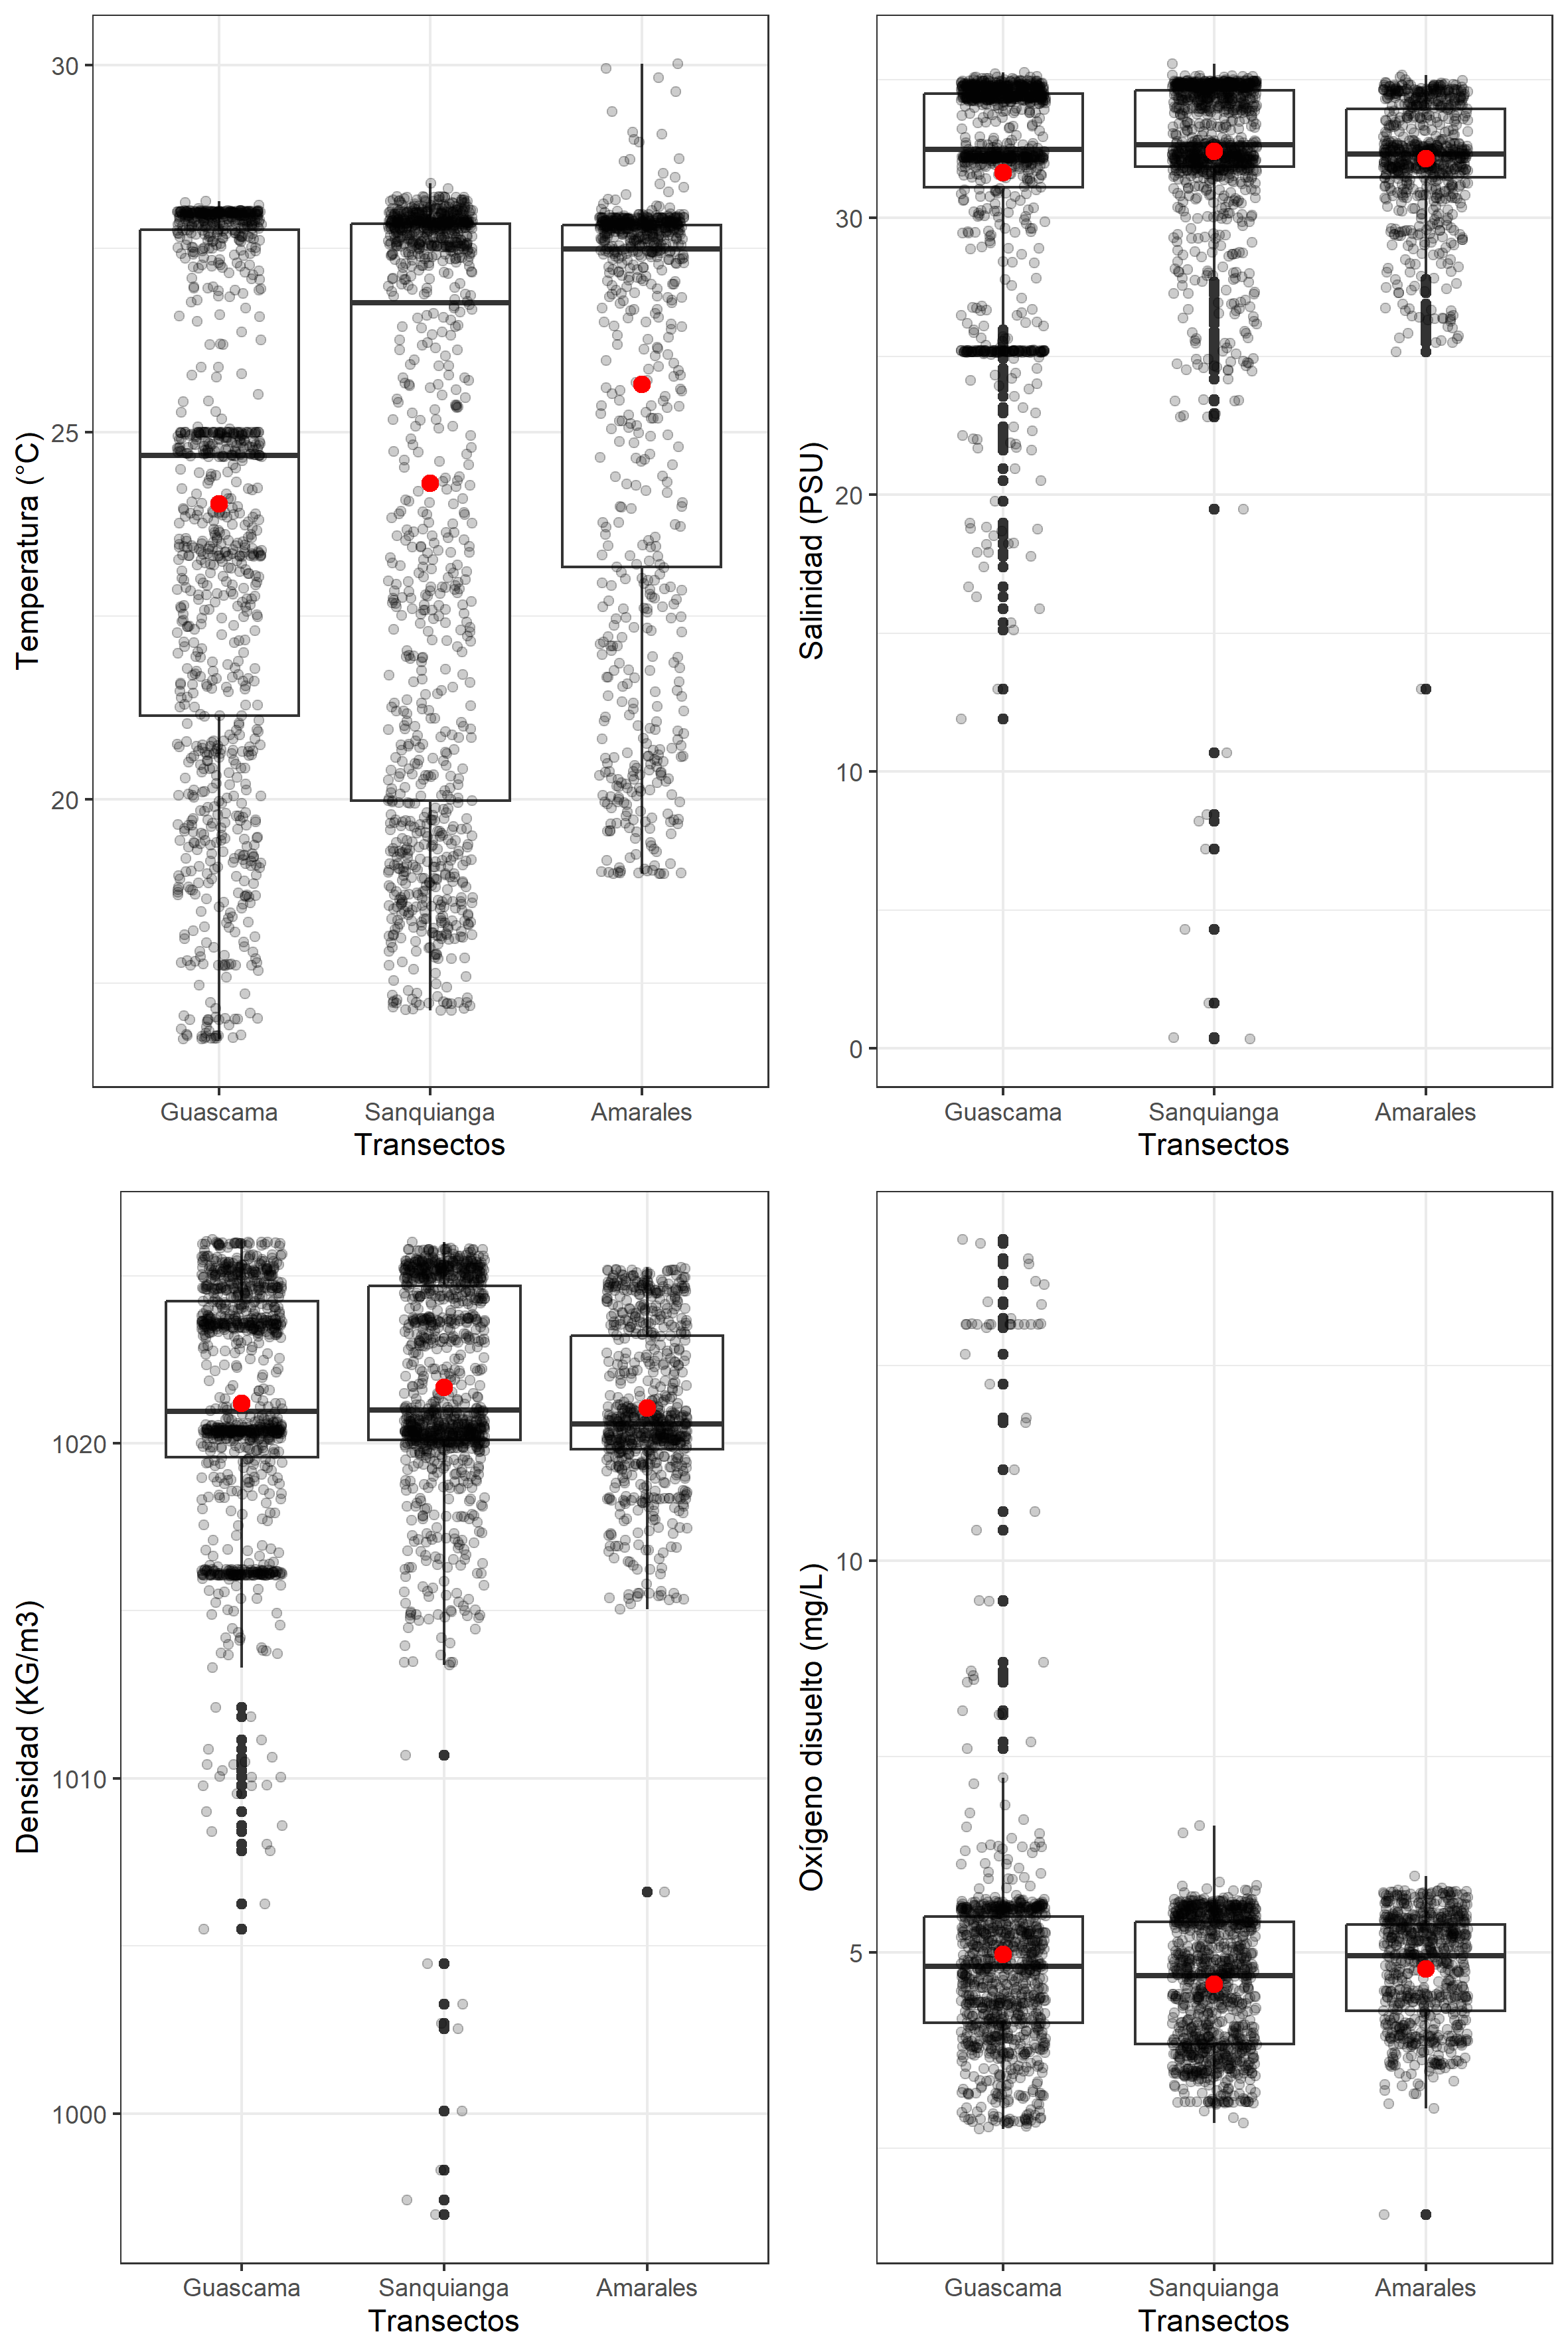 Temperatura (°C)
30
25
20
Guascama Sanquianga Amarales
Transectos
Salinidad (PSU)
30
20
10
0
Guascama Sanquianga Amarales
Transectos
Densidad (KG/m3)
1020
1010
1000
Guascama Sanquianga Amarales
Transectos
Oxígeno disuelto (mg/L)
10
5
Guascama Sanquianga Amarales
Transectos